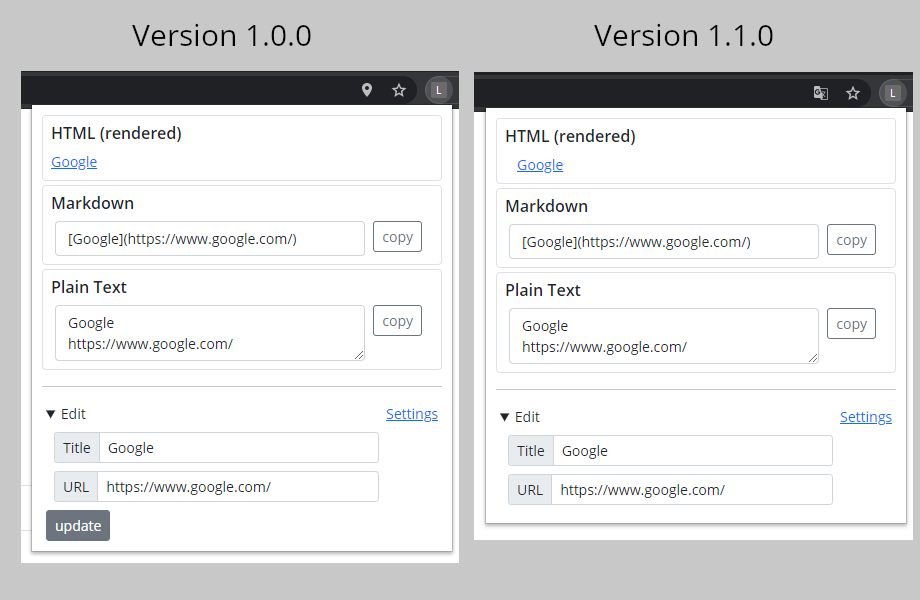 Version 1.0.0
L
HTML (rendered)
Google
Markdown
[Google](https://www.google.com/)
copy
Plain Text
Google
https://www.google.com/
copy
Edit
Settings
Title
Google
URL
https://www.google.com/
update
Version 1.1.0
L
HTML (rendered)
Google
Markdown
[Google](https://www.google.com/)
copy
Plain Text
Google
https://www.google.com/
copy
Edit
Settings
Title
Google
URL
https://www.google.com/